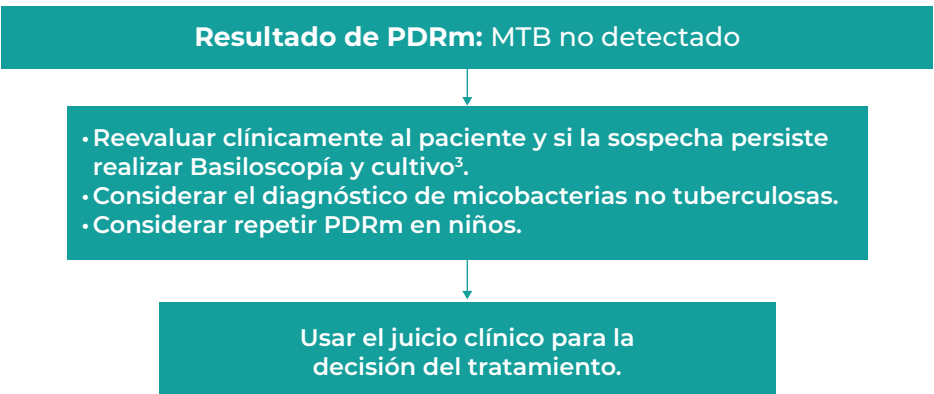 Resultado de PDRm: MTB no detectado
• Reevaluar clínicamente al paciente y si la sospecha persiste
realizar Basiloscopía y cultivo³.
• Considerar el diagnóstico de micobacterias no tuberculosas.
• Considerar repetir PDRm en niños.
Usar el juicio clínico para la
decisión del tratamiento.